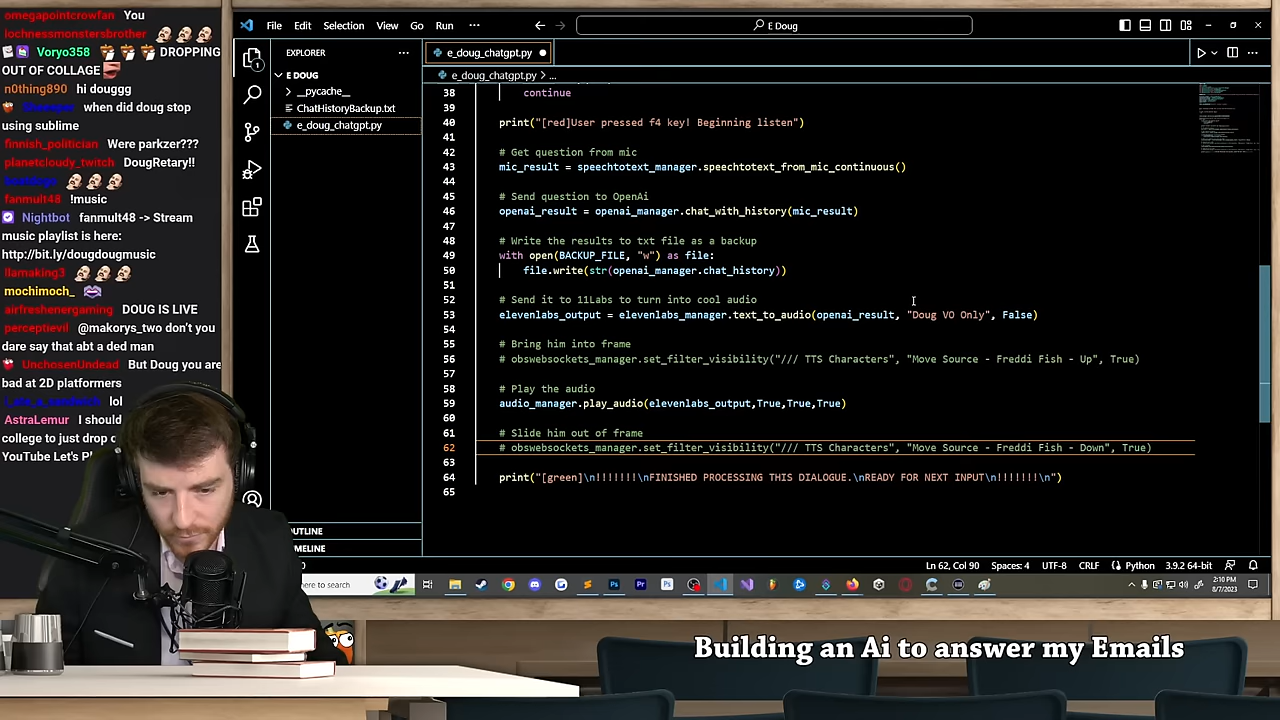 omegapointcrowfan You
lochnessmonstersbrother
Voryo358 DROPPING
OUT OF COLLAGE
n0thing890 hi douggg
when did doug stop
using sublime
finnish_politician Were parkzer???
planetcloudy_twitch DougRetary!!
fanmult48 !music
Nightbot fanmult48 -> Stream
music playlist is here:
http://bit.ly/dougdougmusic
llamaking3
mochimoch_
airfreshenergaming DOUG IS LIVE
perceptievil @makorys_two don't you
dare say that abt a ded man
UnchosenUndead But Doug you are
bad at 2D platformers
lol
AstraLemur I should
college to just drop o
YouTube Let's Pl
File Edit Selection View Go Run ···
E Doug
EXPLORER
E DOUG
__pycache__
ChatHistoryBackup.txt
e_doug_chatgpt.py
OUTLINE
TIMELINE
e_doug_chatgpt.py
e_doug_chatgpt.py > ...
38 continue
39
40 print("[red]User pressed f4 key! Beginning listen")
41
42 question from mic
43 mic_result = speechtotext_manager.speechtotext_from_mic_continuous()
44
45 # Send question to OpenAi
46 openai_result = openai_manager.chat_with_history(mic_result)
47
48 # Write the results to txt file as a backup
49 with open(BACKUP_FILE, "w") as file:
50 file.write(str(openai_manager.chat_history))
51
52 # Send it to 11Labs to turn into cool audio
53 elevenlabs_output = elevenlabs_manager.text_to_audio(openai_result, "Doug VO Only", False)
54
55 # Bring him into frame
56 # obswebsockets_manager.set_filter_visibility("/// TTS Characters", "Move Source - Freddi Fish - Up", True)
57
58 # Play the audio
59 audio_manager.play_audio(elevenlabs_output,True,True,True)
60
61 # Slide him out of frame
62 # obswebsockets_manager.set_filter_visibility("/// TTS Characters", "Move Source - Freddi Fish - Down", True)
63
64 print("[green]\n!!!!!!!\nFINISHED PROCESSING THIS DIALOGUE.\nREADY FOR NEXT INPUT\n!!!!!!!\n")
65
Ln 62, Col 90 Spaces: 4 UTF-8 CRLF Python 3.9.2 64-bit
here to search
2:10 PM
8/7/2023
Building an Ai to answer my Emails